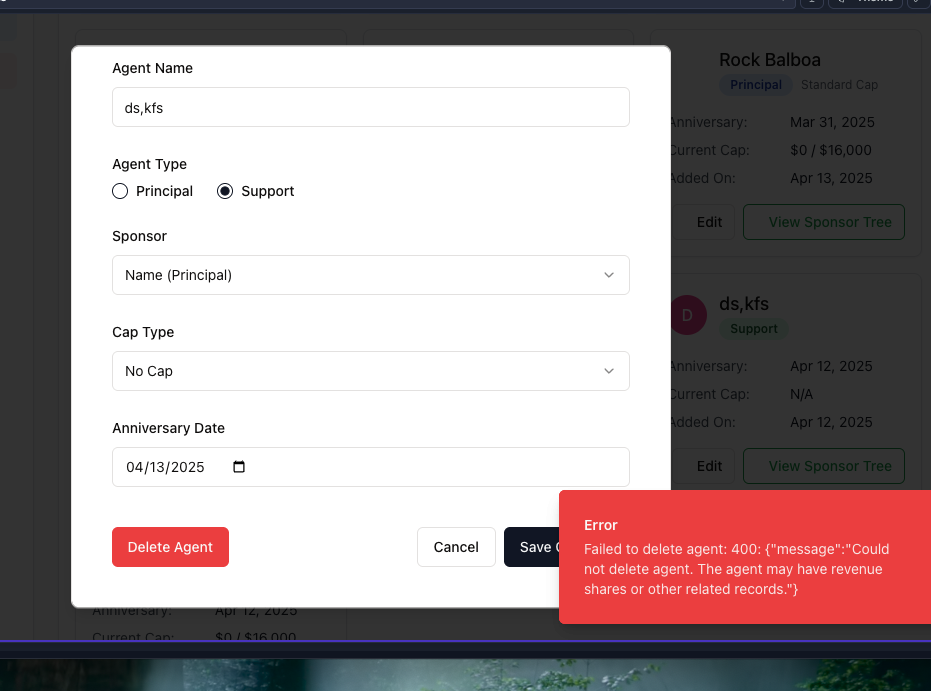 Agent Name
ds,kfs
Agent Type
Principal Support
Sponsor
Name (Principal)
Cap Type
No Cap
Anniversary Date
04/13/2025
Delete Agent
Cancel
Save
Rock Balboa
Principal Standard Cap
Anniversary: Mar 31, 2025
Current Cap: $0 / $16,000
Added On: Apr 13, 2025
Edit View Sponsor Tree
D
ds,kfs
Support
Anniversary: Apr 12, 2025
Current Cap: N/A
Added On: Apr 12, 2025
Edit View Sponsor Tree
Error
Failed to delete agent: 400: {"message":"Could
not delete agent. The agent may have revenue
shares or other related records."}
Anniversary: Apr 12, 2025
Current Cap: $0 / $16,000